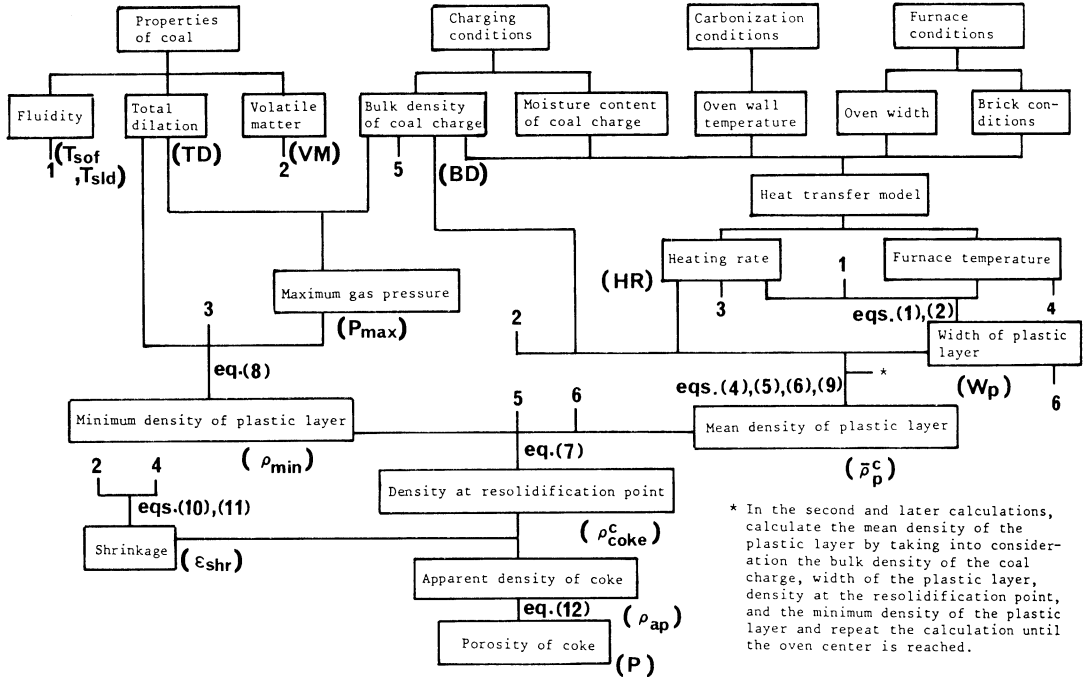 Properties
of coal
Charging
conditions
Carbonization
conditions
Furnace
conditions
Fluidity
Total
dilation
Volatile
matter
Bulk density
of coal charge
Moisture content
of coal charge
Oven wall
temperature
Oven width
Brick con-
ditions
1
(Tsof
,Tsld)
(TD)
2
(VM)
5
(BD)
Heat transfer model
Heating rate
Furnace temperature
(HR)
3
1
4
eqs.(1),(2)
Maximum gas pressure
(Pmax)
3
2
Width of plastic
layer
(Wp)
6
eq.(8)
eqs.(4),(5),(6),(9)
*
Minimum density of plastic layer
(ρmin)
5
6
Mean density of plastic layer
(ρ̄pᶜ)
eq.(7)
2
4
eqs.(10),(11)
Density at resolidification point
(ρᶜcoke)
Shrinkage
(εshr)
Apparent density of coke
(ρap)
eq.(12)
Porosity of coke
(P)
* In the second and later calculations,
calculate the mean density of the
plastic layer by taking into consider-
ation the bulk density of the coal
charge, width of the plastic layer,
density at the resolidification point,
and the minimum density of the plastic
layer and repeat the calculation until
the oven center is reached.